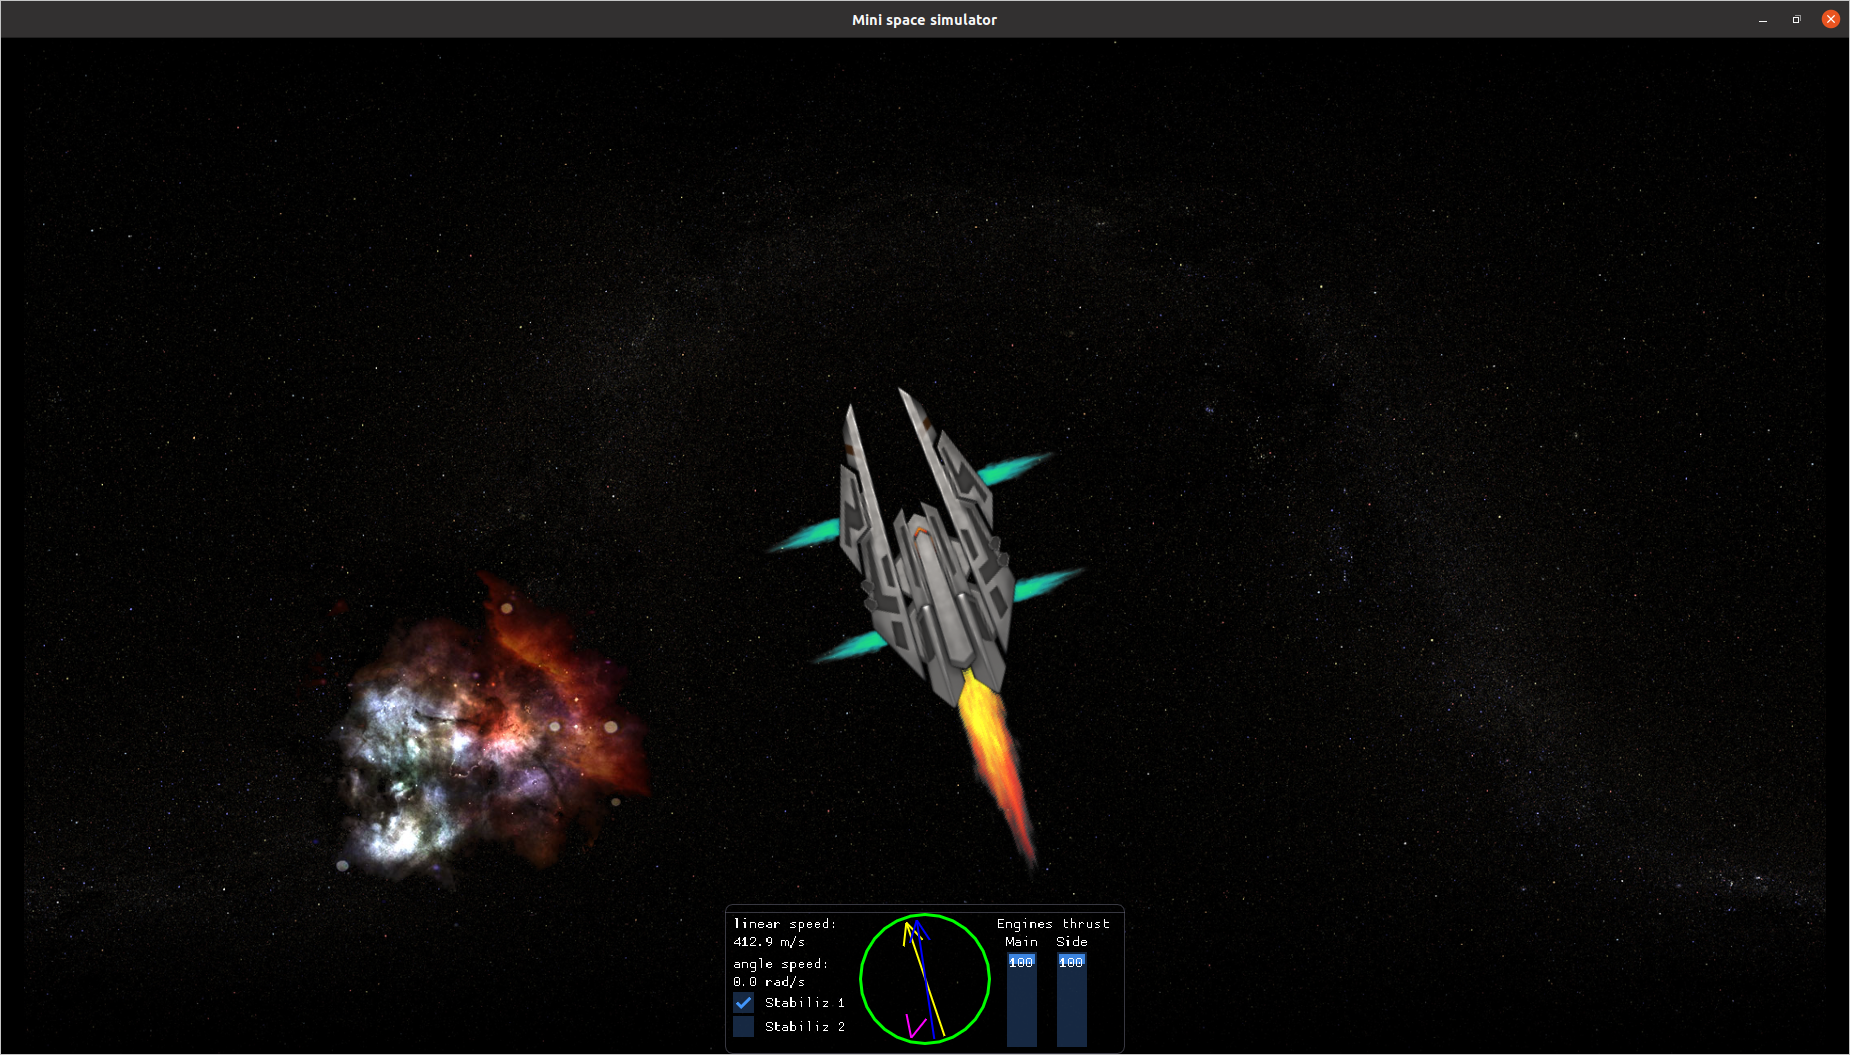 Mini space simulator
linear speed:
412.9 m/s
angle speed:
0.0 rad/s
Stabiliz 1
Stabiliz 2
Engines thrust
Main Side
100 100